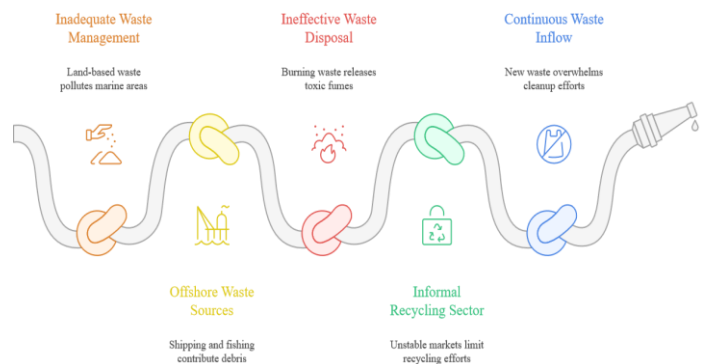 Inadequate Waste
Management
Land-based waste
pollutes marine areas
Offshore Waste
Sources
Shipping and fishing
contribute debris
Ineffective Waste
Disposal
Burning waste releases
toxic fumes
Informal
Recycling Sector
Unstable markets limit
recycling efforts
Continuous Waste
Inflow
New waste overwhelms
cleanup efforts